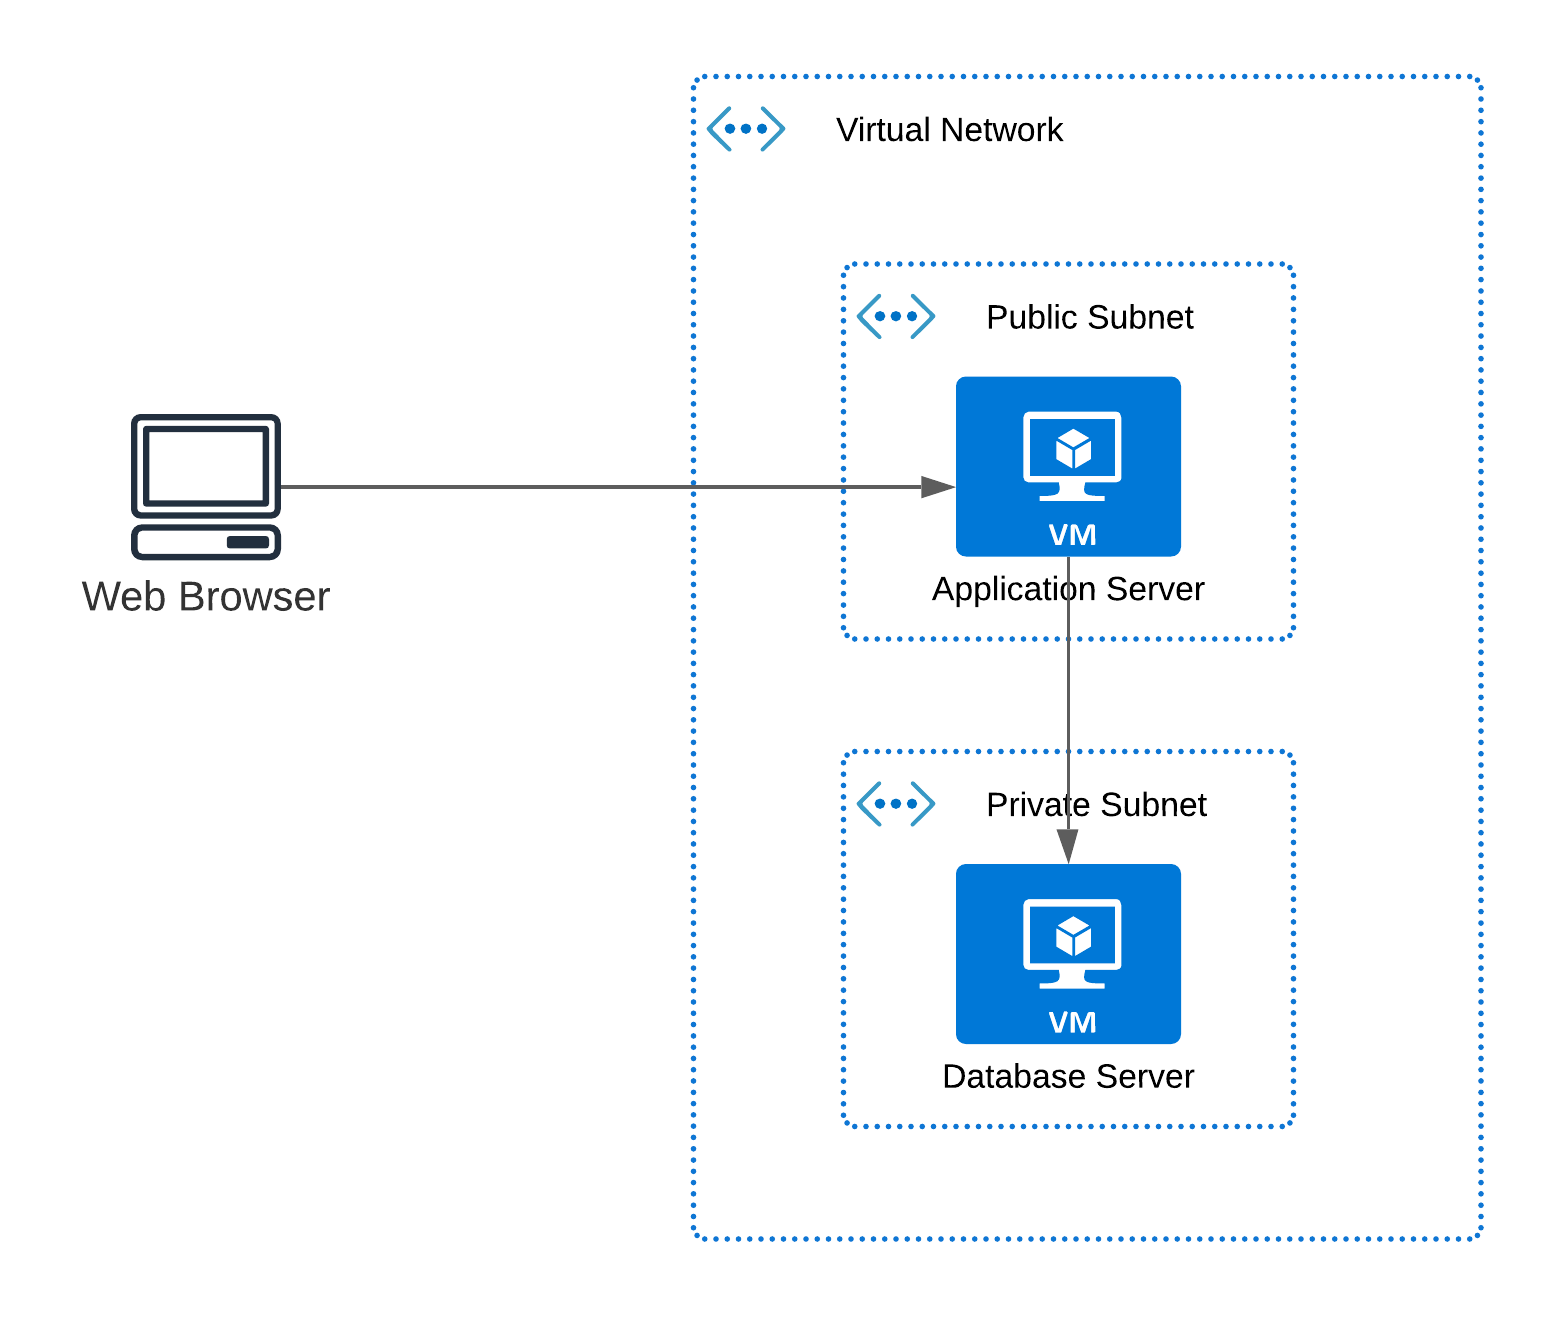 Virtual Network
Public Subnet
VM
Application Server
Web Browser
Private Subnet
VM
Database Server